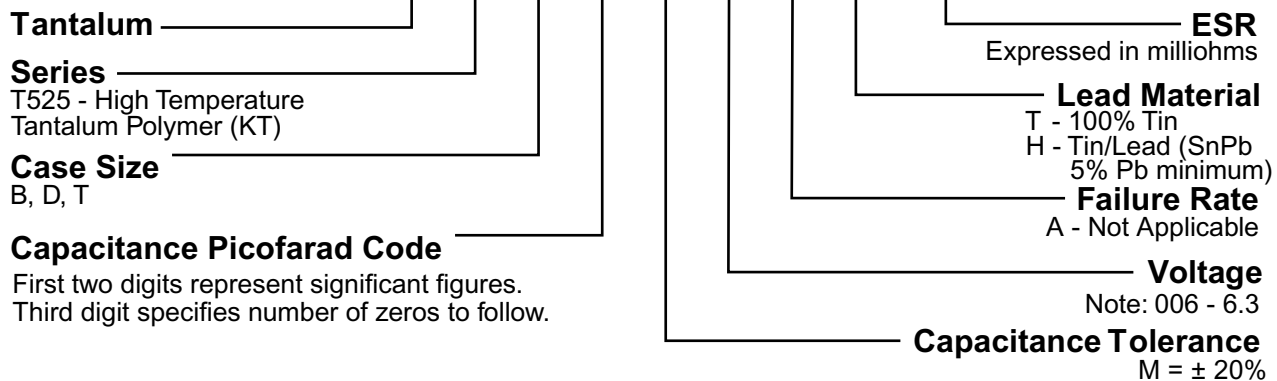 Tantalum
Series
T525 - High Temperature
Tantalum Polymer (KT)
Case Size
B, D, T
Capacitance Picofarad Code
First two digits represent significant figures.
Third digit specifies number of zeros to follow.
ESR
Expressed in milliohms
Lead Material
T - 100% Tin
H - Tin/Lead (SnPb
5% Pb minimum)
Failure Rate
A - Not Applicable
Voltage
Note: 006 - 6.3
Capacitance Tolerance
M = ± 20%